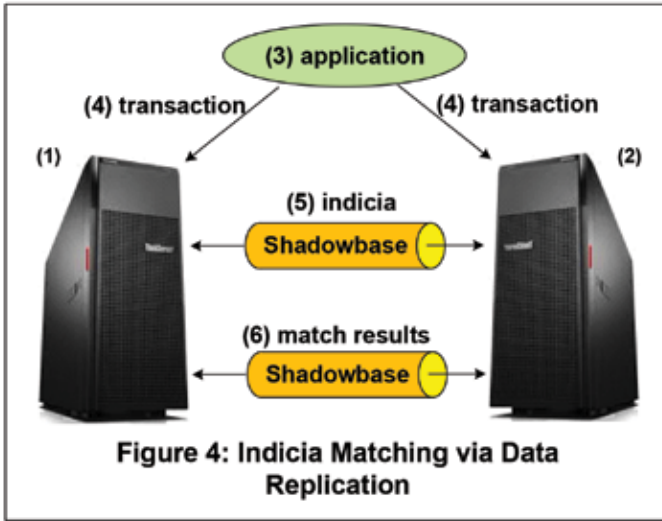 (3) application
(4) transaction
(4) transaction
(1)
(2)
(5) indicia
Shadowbase
(6) match results
Shadowbase
Figure 4: Indicia Matching via Data
Replication